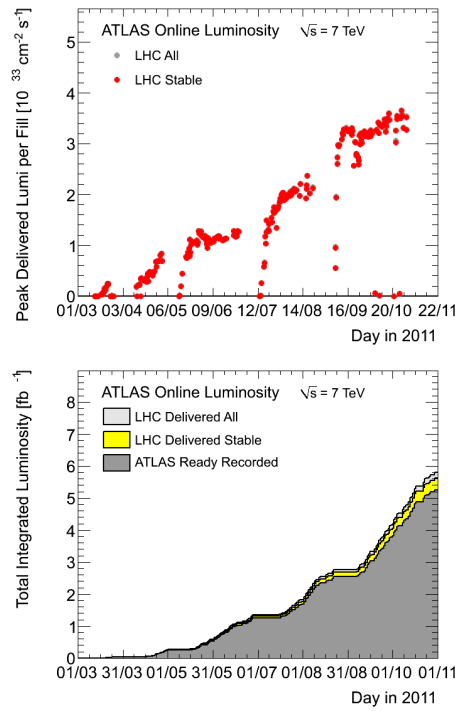 ATLAS Online Luminosity √s = 7 TeV
LHC All
LHC Stable
Peak Delivered Lumi per Fill [10 33 cm-2 s-1]
5
4
3
2
1
0
01/03 03/04 06/05 09/06 12/07 14/08 16/09 20/10 22/11
Day in 2011
ATLAS Online Luminosity √s = 7 TeV
LHC Delivered All
LHC Delivered Stable
ATLAS Ready Recorded
Total Integrated Luminosity [fb -1]
8
7
6
5
4
3
2
1
0
01/03 31/03 01/05 31/05 01/07 01/08 31/08 01/10 01/11
Day in 2011